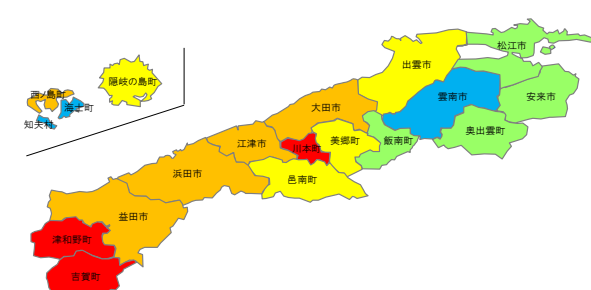 松江市
出雲市
隠岐の島町
西ノ島町
海士町
知夫村
雲南市
安来市
大田市
奥出雲町
飯南町
美郷町
川本町
江津市
邑南町
浜田市
益田市
津和野町
吉賀町